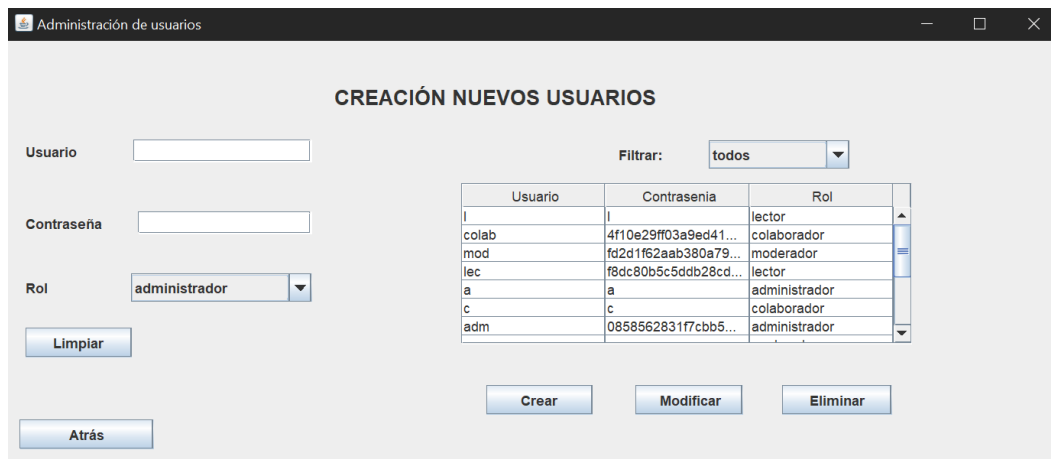 Administración de usuarios
CREACIÓN NUEVOS USUARIOS
Usuario
Filtrar: todos
Contraseña
Rol administrador
Limpiar
Atrás
Usuario Contrasenia Rol
l l lector
colab 4f10e29ff03a9ed41... colaborador
mod fd2d1f62aab380a79... moderador
lec f8dc80b5c5ddb28cd... lector
a a administrador
c c colaborador
adm 0858562831f7cbb5... administrador
Crear Modificar Eliminar